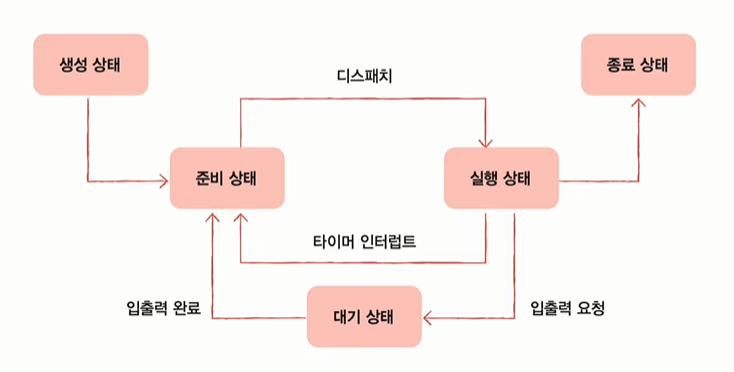 생성 상태
종료 상태
디스패치
준비 상태
실행 상태
타이머 인터럽트
입출력 완료
대기 상태
입출력 요청